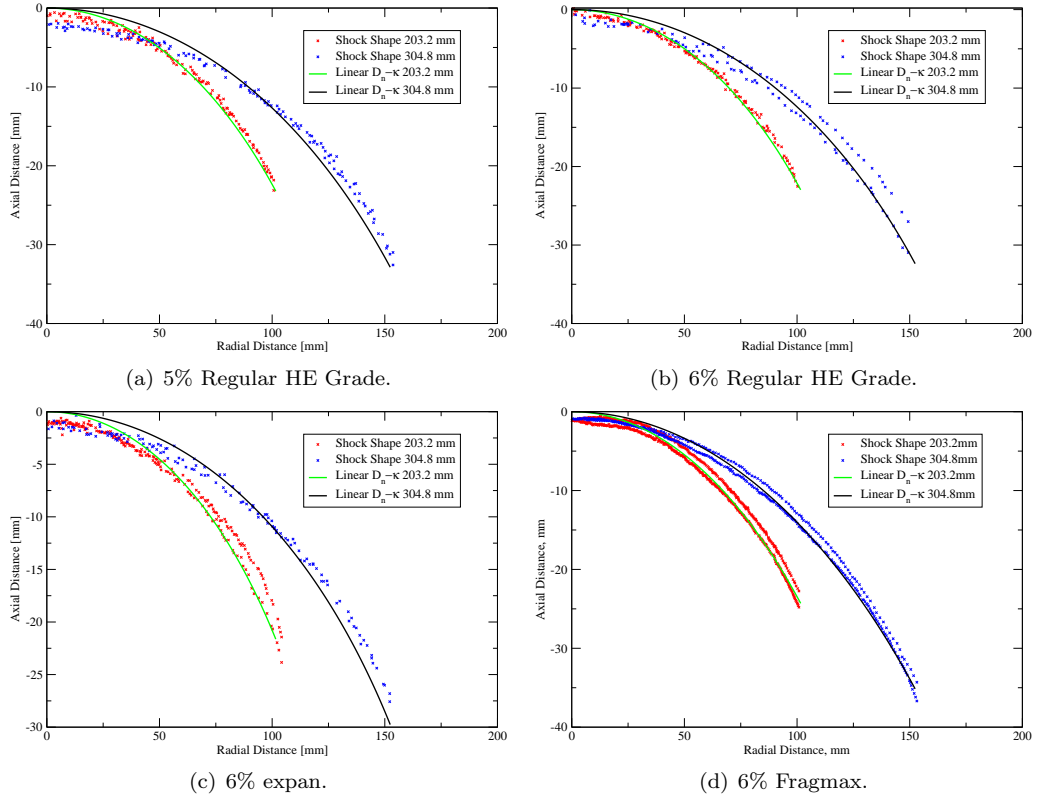 0
-10
-20
-30
-40
Axial Distance [mm]
0
50
100
150
200
Radial Distance [mm]
Shock Shape 203.2 mm
Shock Shape 304.8 mm
Linear Dn−κ 203.2 mm
Linear Dn−κ 304.8 mm
(a) 5% Regular HE Grade.
0
-10
-20
-30
-40
Axial Distance [mm]
0
50
100
150
200
Radial Distance [mm]
Shock Shape 203.2 mm
Shock Shape 304.8 mm
Linear Dn−κ 203.2 mm
Linear Dn−κ 304.8 mm
(b) 6% Regular HE Grade.
0
-5
-10
-15
-20
-25
-30
Axial Distance [mm]
0
50
100
150
200
Radial Distance [mm]
Shock Shape 203.2 mm
Shock Shape 304.8 mm
Linear Dn−κ 203.2 mm
Linear Dn−κ 304.8 mm
(c) 6% expan.
0
-10
-20
-30
-40
Axial Distance, mm
0
50
100
150
200
Radial Distance, mm
Shock Shape 203.2mm
Shock Shape 304.8mm
Linear Dn−κ 203.2mm
Linear Dn−κ 304.8mm
(d) 6% Fragmax.